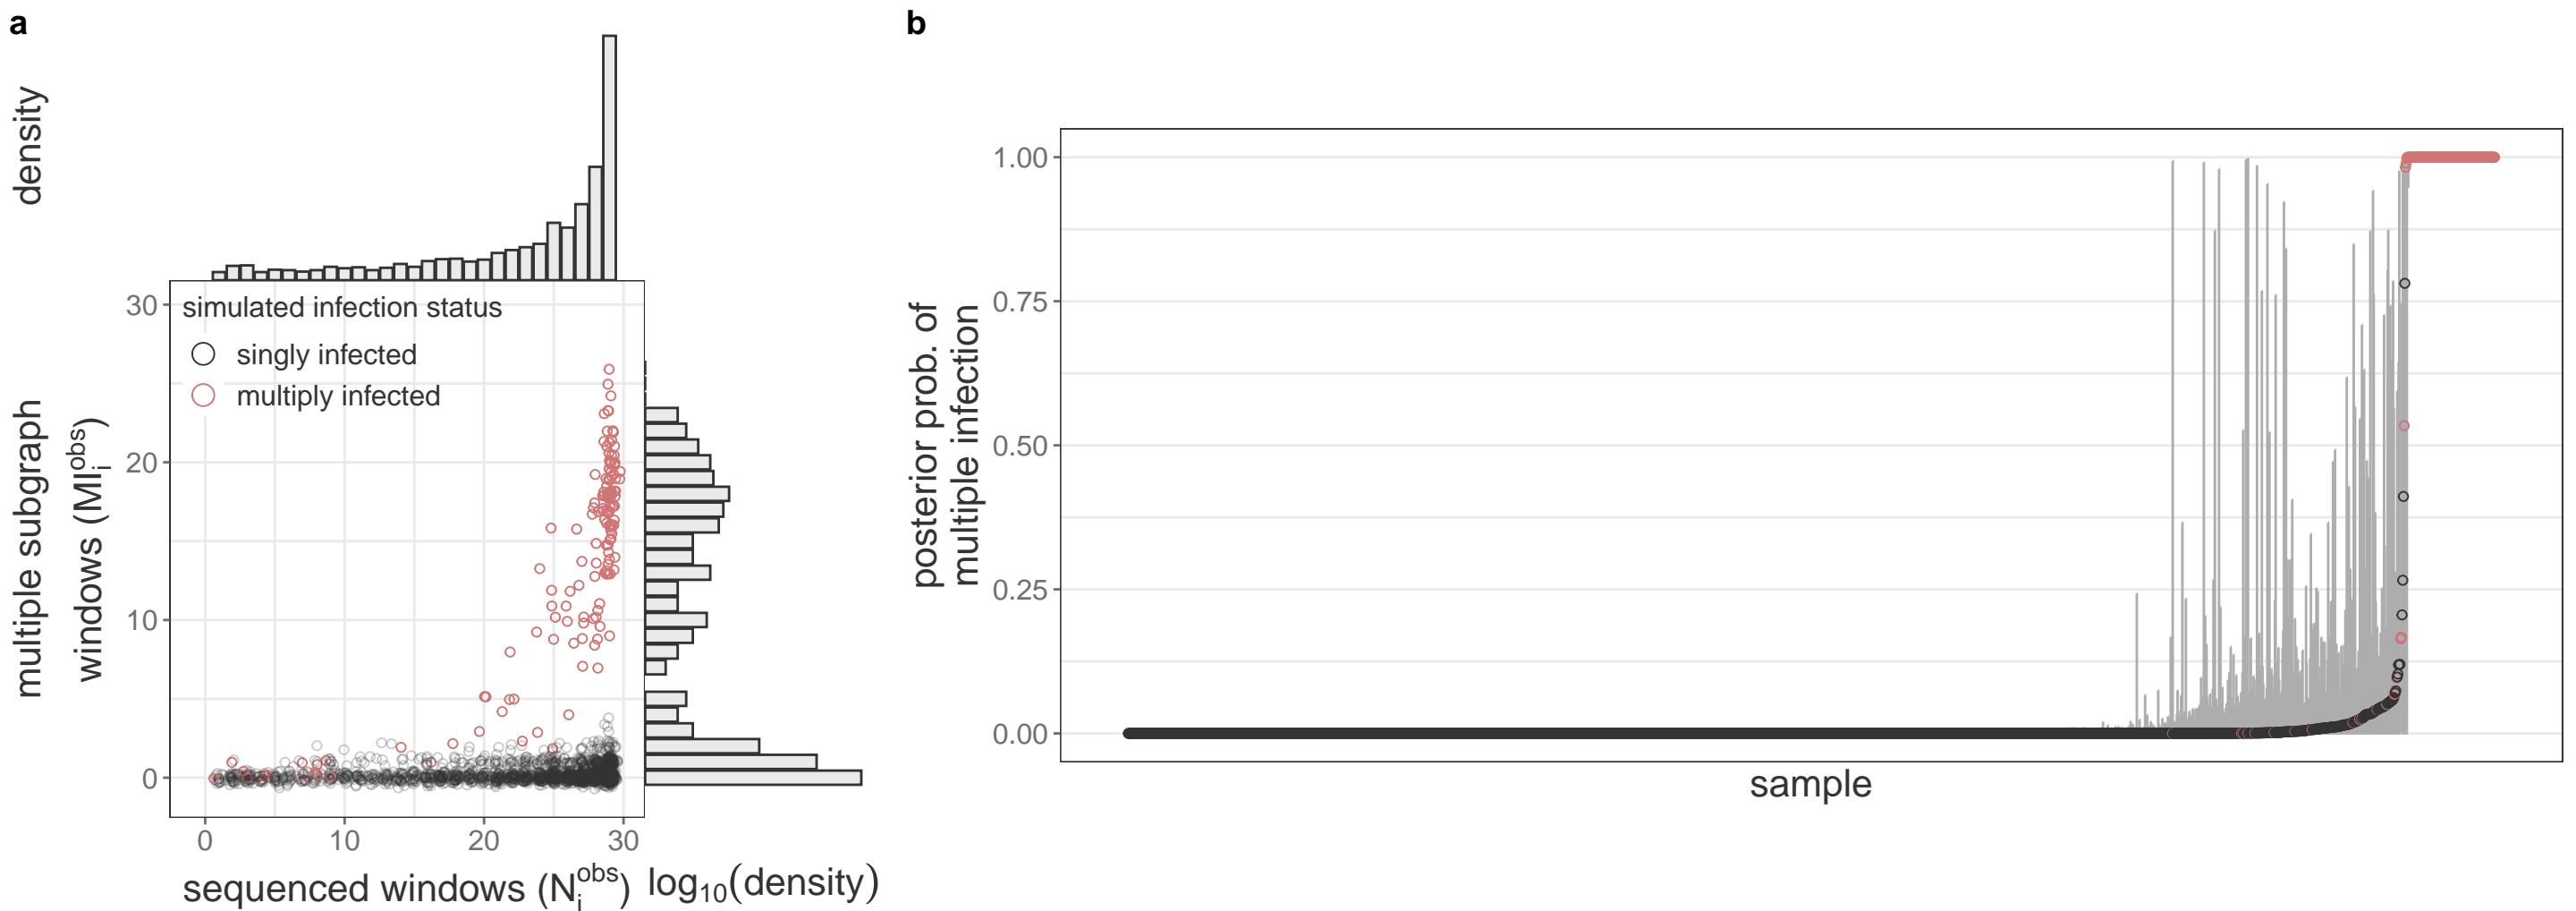 a
density
simulated infection status
singly infected
multiply infected
30
20
10
0
multiple subgraph
windows (MI_i^obs)
0 10 20 30
sequenced windows (N_i^obs)
log₁₀(density)
b
1.00
0.75
0.50
0.25
0.00
posterior prob. of
multiple infection
sample